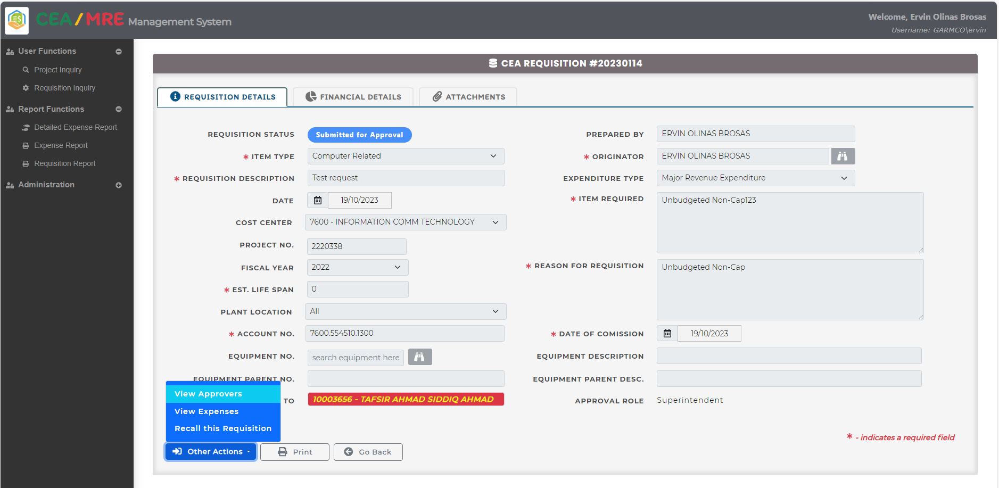 CEA/MRE Management System
Welcome, Ervin Olinas Brosas
Username: GARMCO\ervin
User Functions
Project Inquiry
Requisition Inquiry
Report Functions
Detailed Expense Report
Expense Report
Requisition Report
Administration
CEA REQUISITION #20230114
REQUISITION DETAILS
FINANCIAL DETAILS
ATTACHMENTS
REQUISITION STATUS Submitted for Approval
PREPARED BY ERVIN OLINAS BROSAS
* ITEM TYPE Computer Related
* ORIGINATOR ERVIN OLINAS BROSAS
* REQUISITION DESCRIPTION Test request
EXPENDITURE TYPE Major Revenue Expenditure
DATE 19/10/2023
* ITEM REQUIRED Unbudgeted Non-Cap123
COST CENTER 7600 - INFORMATION COMM TECHNOLOGY
PROJECT NO. 2220338
FISCAL YEAR 2022
* REASON FOR REQUISITION Unbudgeted Non-Cap
* EST. LIFE SPAN 0
PLANT LOCATION All
* ACCOUNT NO. 7600.554510.1300
* DATE OF COMISSION 19/10/2023
EQUIPMENT NO. search equipment here
EQUIPMENT DESCRIPTION
EQUIPMENT PARENT NO.
EQUIPMENT PARENT DESC.
TO 10003656 - TAFSIR AHMAD SIDDIQ AHMAD
APPROVAL ROLE Superintendent
View Approvers
View Expenses
Recall this Requisition
* - indicates a required field
Other Actions
Print
Go Back